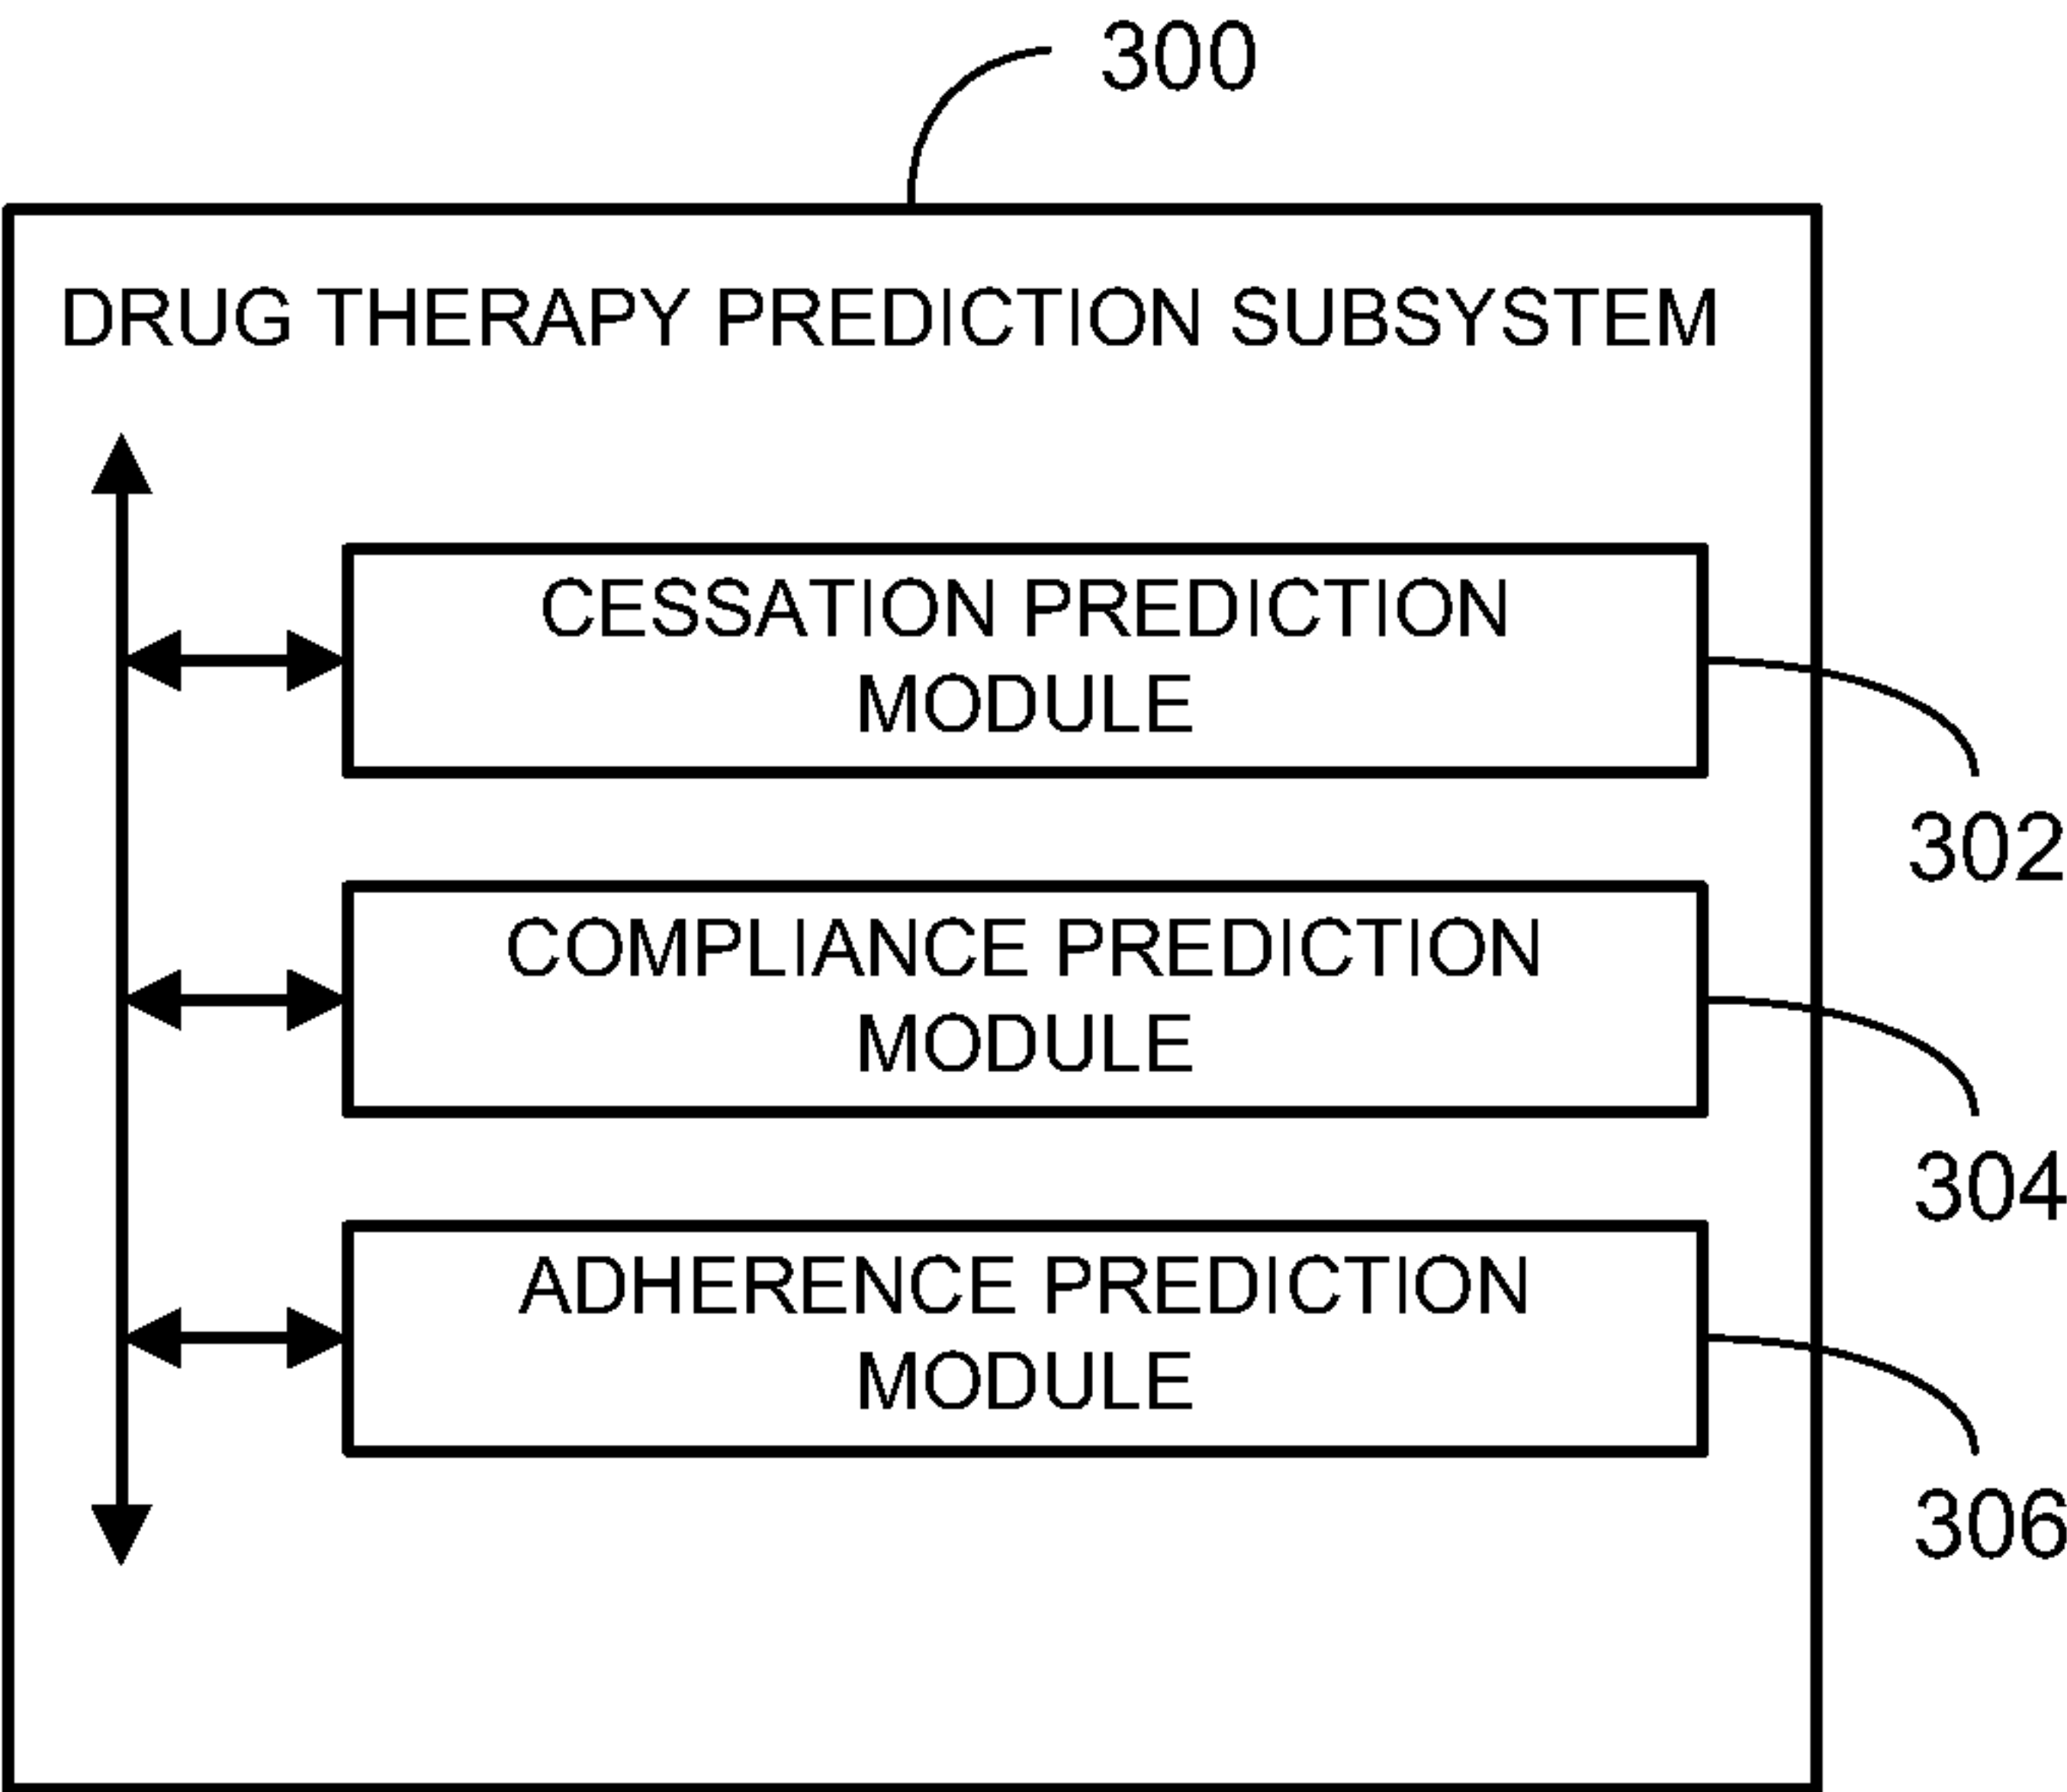 300
DRUG THERAPY PREDICTION SUBSYSTEM
CESSATION PREDICTION
MODULE
302
COMPLIANCE PREDICTION
MODULE
304
ADHERENCE PREDICTION
MODULE
306